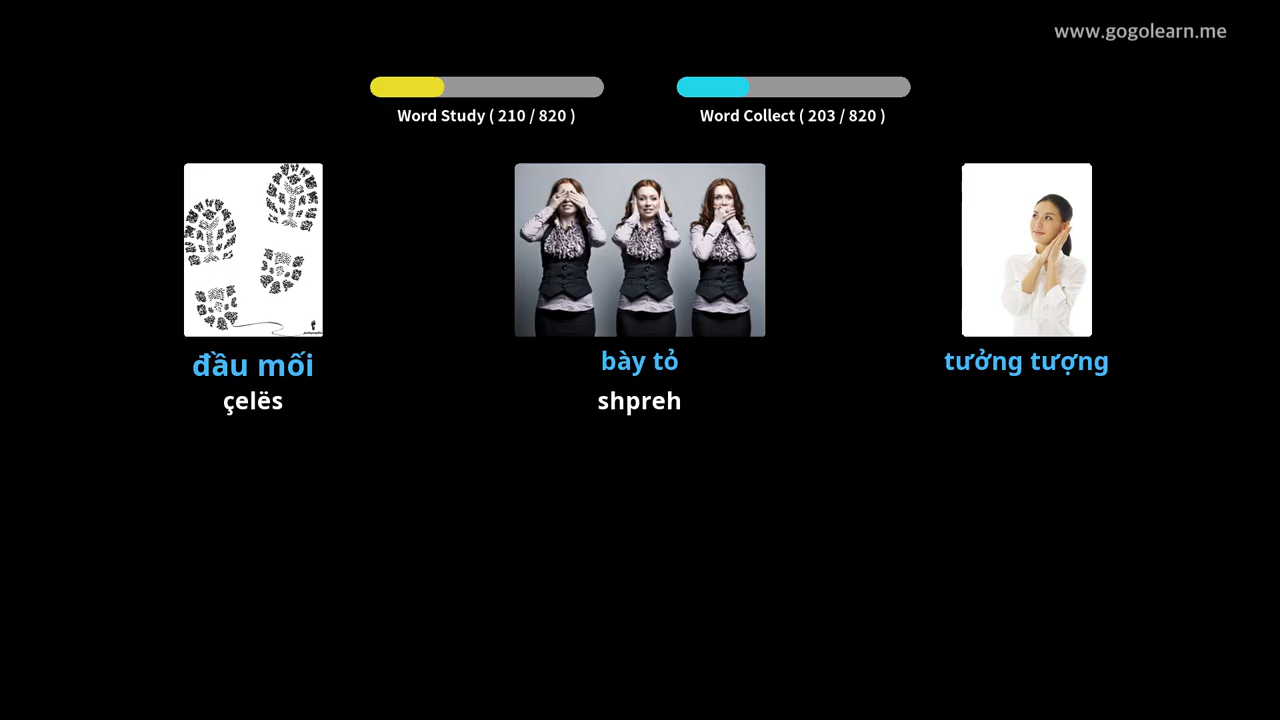 www.gogolearn.me
Word Study ( 210 / 820 )
Word Collect ( 203 / 820 )
đầu mối
bày tỏ
tưởng tượng
çelës
shpreh